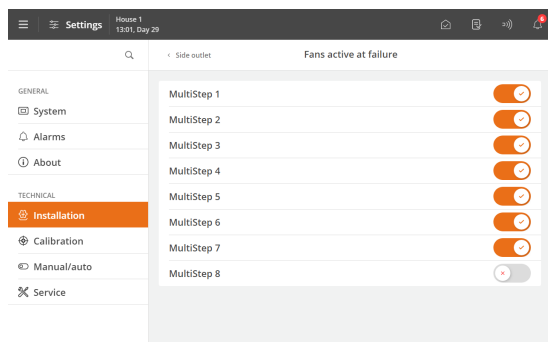 Settings
House 1
13:01, Day 29
6
< Side outlet
Fans active at failure
GENERAL
System
Alarms
About
TECHNICAL
Installation
Calibration
Manual/auto
Service
MultiStep 1
MultiStep 2
MultiStep 3
MultiStep 4
MultiStep 5
MultiStep 6
MultiStep 7
MultiStep 8